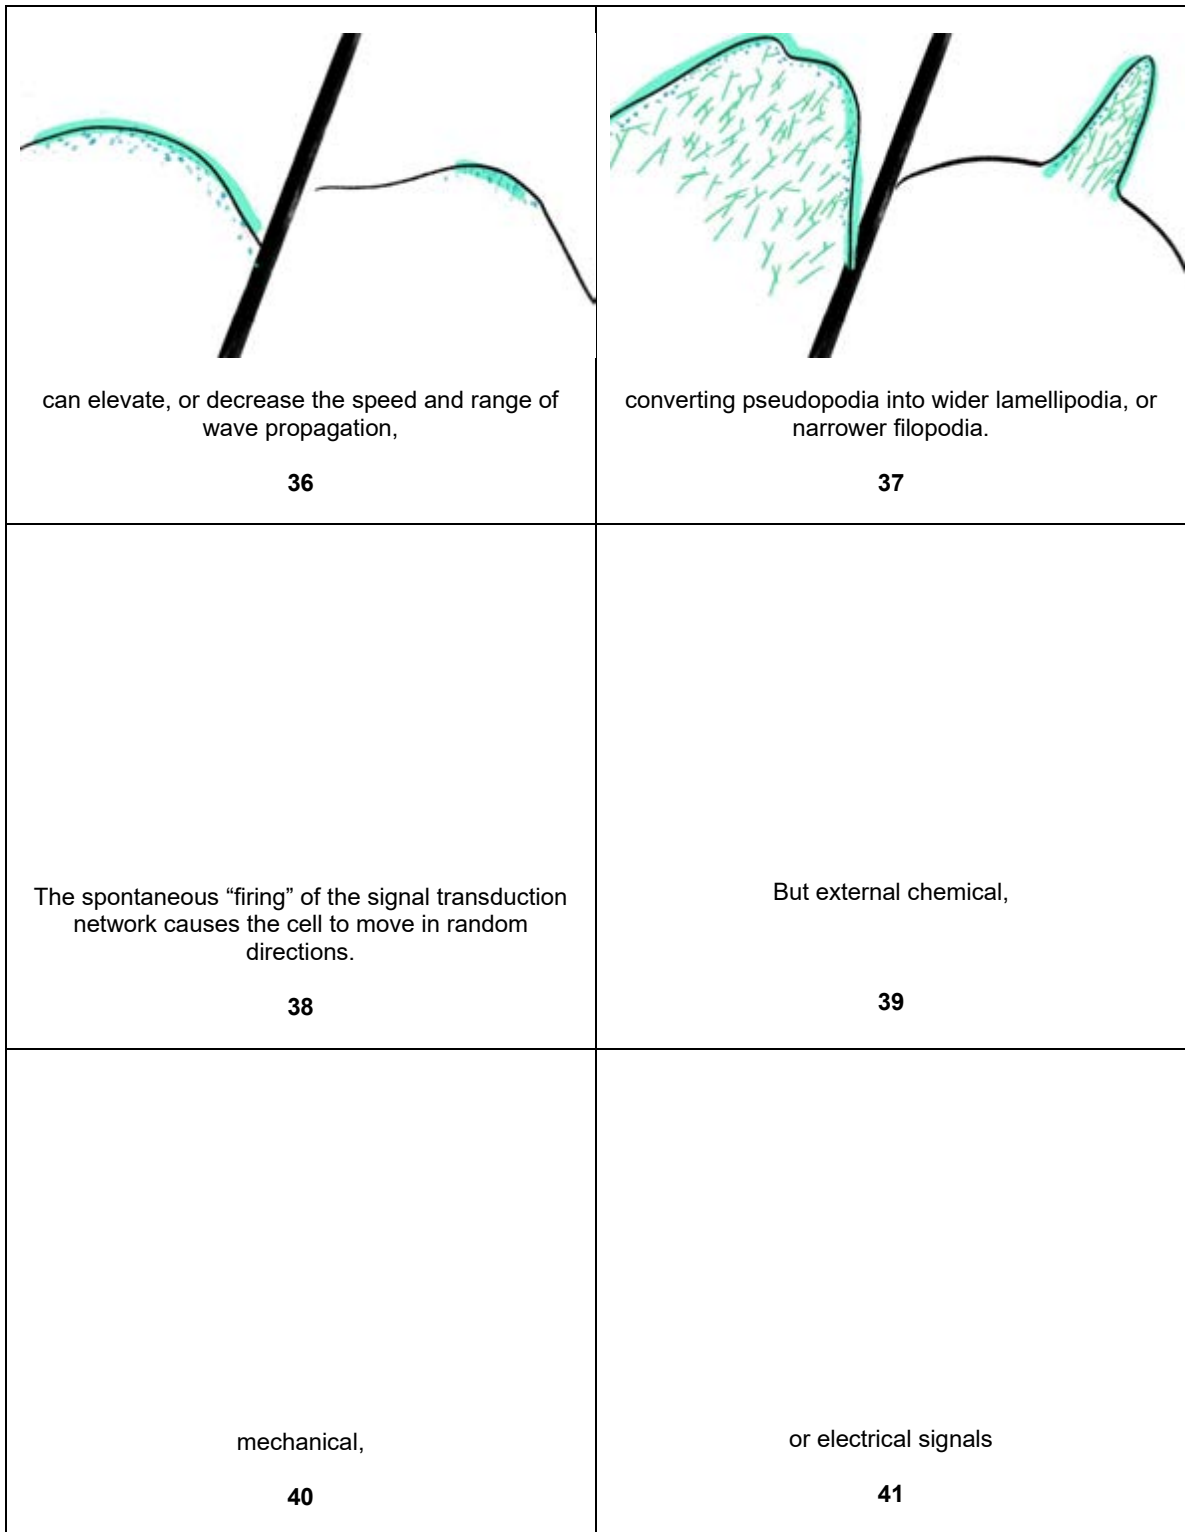 can elevate, or decrease the speed and range of
wave propagation,
36
converting pseudopodia into wider lamellipodia, or
narrower filopodia.
37
The spontaneous “firing” of the signal transduction
network causes the cell to move in random
directions.
38
But external chemical,
39
mechanical,
40
or electrical signals
41